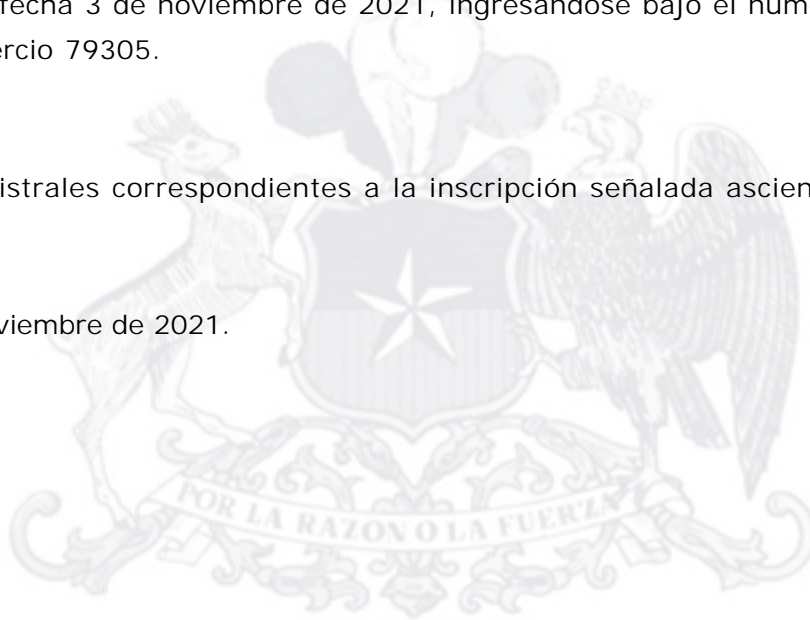 fecha 3 de noviembre de 2021, ingresándose bajo el núm
ercio 79305.
istrales correspondientes a la inscripción señalada ascien
viembre de 2021.
POR LA RAZON O LA FUERZA